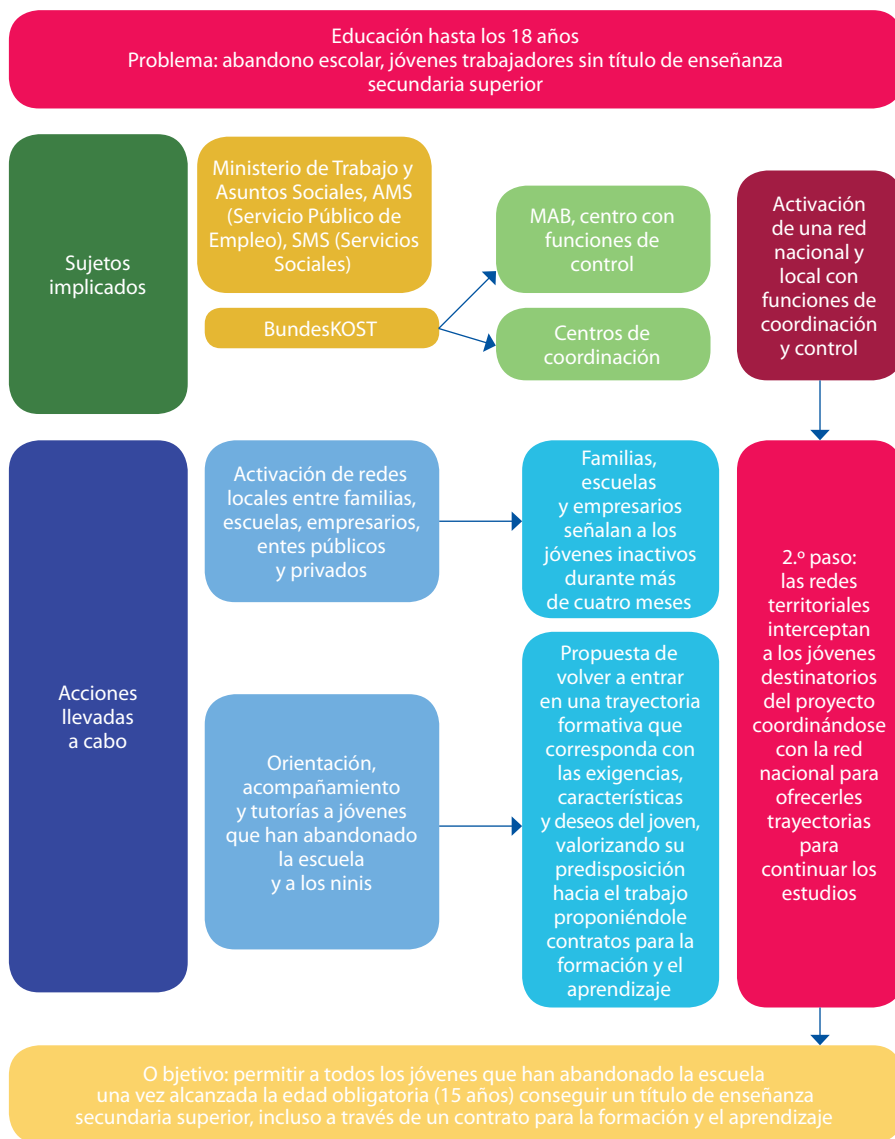 Educación hasta los 18 años
Problema: abandono escolar, jóvenes trabajadores sin título de enseñanza
secundaria superior
Sujetos
implicados
Ministerio de Trabajo y
Asuntos Sociales, AMS
(Servicio Público de
Empleo), SMS (Servicios
Sociales)
BundesKOST
MAB, centro con
funciones de
control
Centros de
coordinación
Activación
de una red
nacional y
local con
funciones de
coordinación
y control
Acciones
llevadas
a cabo
Activación de redes
locales entre familias,
escuelas, empresarios,
entes públicos
y privados
Familias,
escuelas
y empresarios
señalan a los
jóvenes inactivos
durante más
de cuatro meses
Orientación,
acompañamiento
y tutorías a jóvenes
que han abandonado
la escuela
y a los ninis
Propuesta de
volver a entrar
en una trayectoria
formativa que
corresponda con
las exigencias,
características
y deseos del joven,
valorizando su
predisposición
hacia el trabajo
proponiéndole
contratos para la
formación y el
aprendizaje
2.º paso:
las redes
territoriales
interceptan
a los jóvenes
destinatorios
del proyecto
coordinándose
con la red
nacional para
ofrecerles
trayectorias
para
continuar los
estudios
O bjetivo: permitir a todos los jóvenes que han abandonado la escuela
una vez alcanzada la edad obligatoria (15 años) conseguir un título de enseñanza
secundaria superior, incluso a través de un contrato para la formación y el aprendizaje